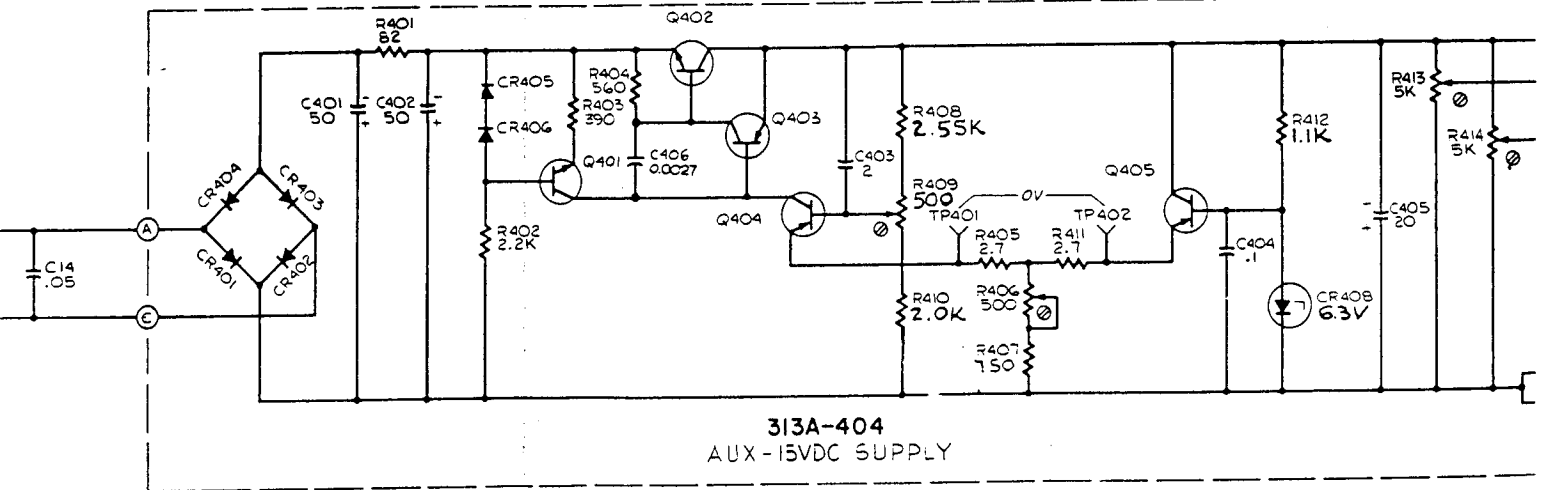 Q402
R401
82
R404
560
CR405
R403
390
C401
50
C402
50
CR406
Q403
R408
2.55K
R413
5K
R412
1.1K
R414
5K
Q401
C406
0.0027
C403
2
Q405
CR404
CR403
R409
500
0V
Q404
TP401
TP402
C405
20
A
R402
2.2K
R405
2.7
R411
2.7
C404
.1
C14
.05
CR401
CR402
R406
500
CR408
6.3V
R410
2.0K
C
R407
750
313A-404
AUX-15VDC SUPPLY